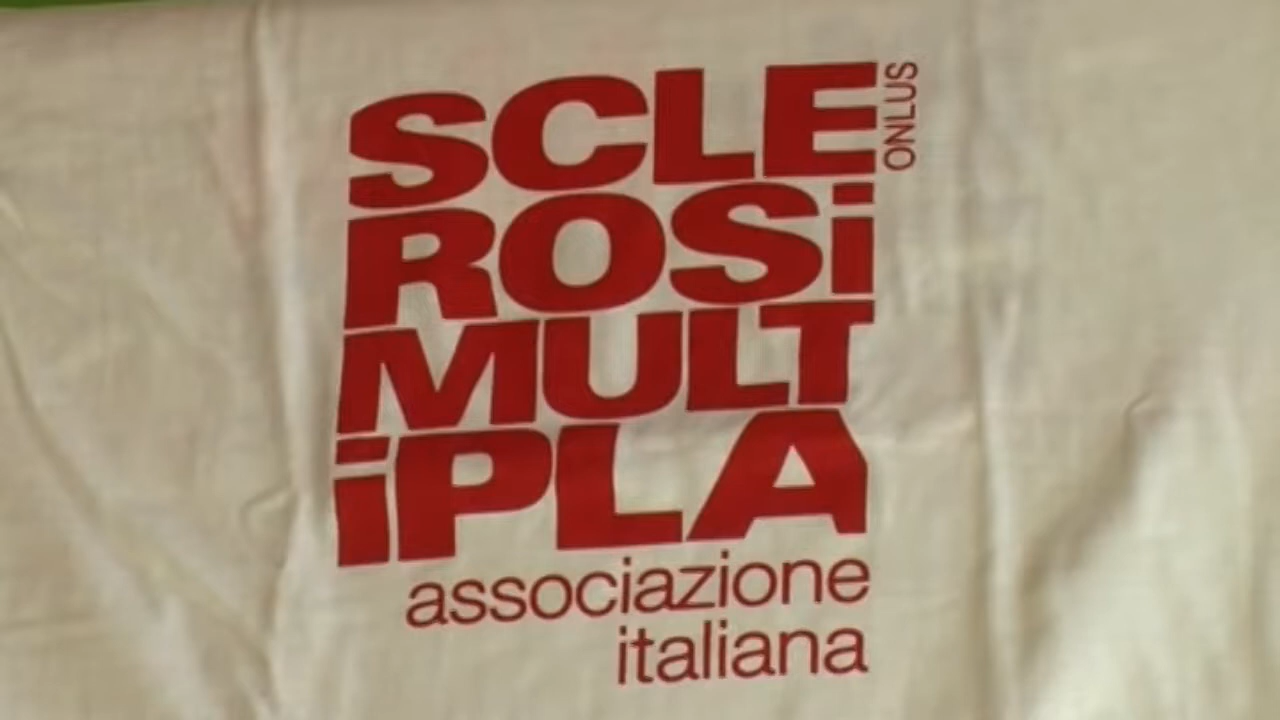 SCLE
ROSi
MULT
iPLA
ONLUS
associazione
italiana